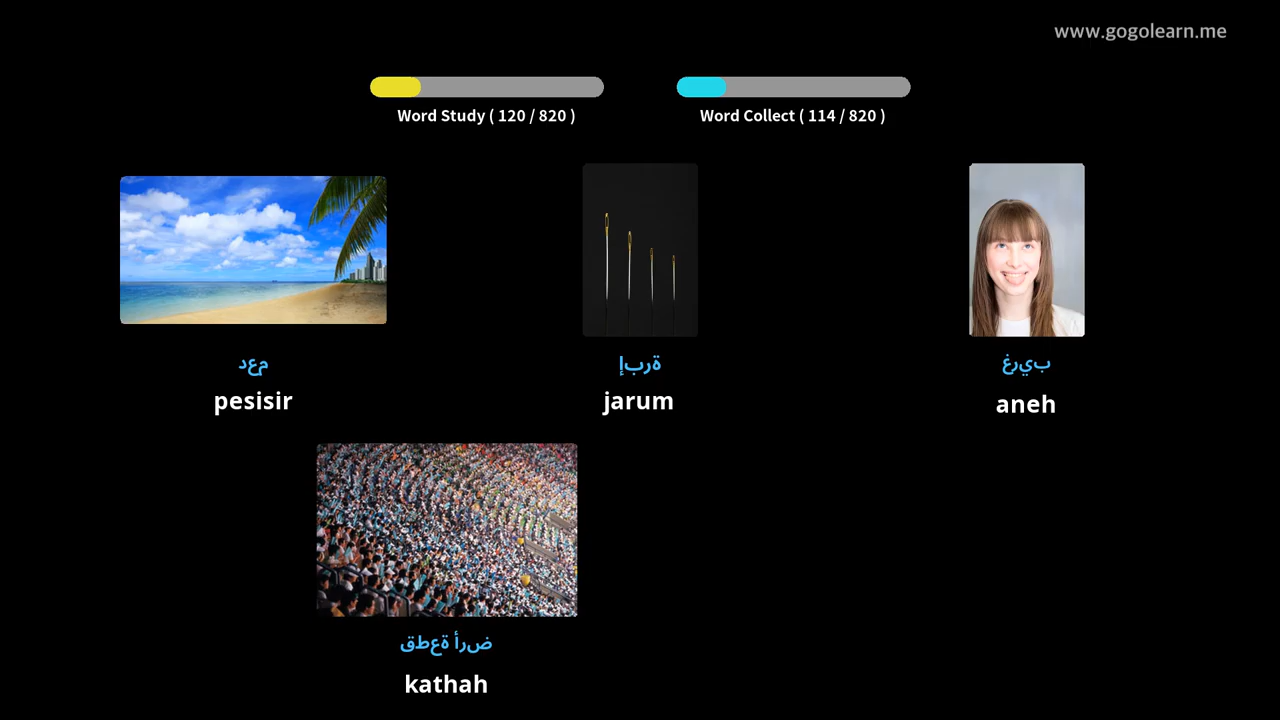 www.gogolearn.me
Word Study ( 120 / 820 )
Word Collect ( 114 / 820 )
دعم
pesisir
إبرة
jarum
غريب
aneh
قطعة أرض
kathah